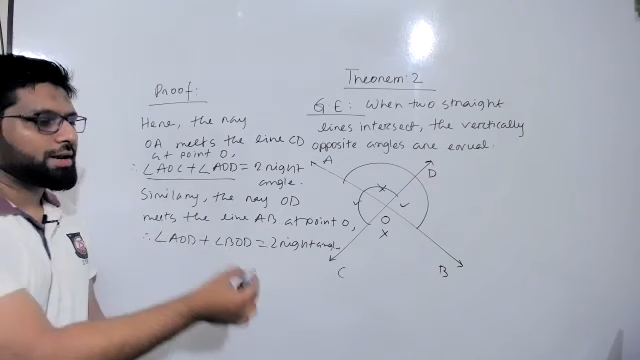 Theorem: 2
G.E: When two straight
lines intersect, the vertically
opposite angles are equal.
Proof:
Here, the ray
OA meets the line CD
at point O,
∴ ∠AOC + ∠AOD = 2 right
angle.
Similarly, the ray OD
meets the line AB at point O,
∴ ∠AOD + ∠BOD = 2 right angle
A
D
O
C
B